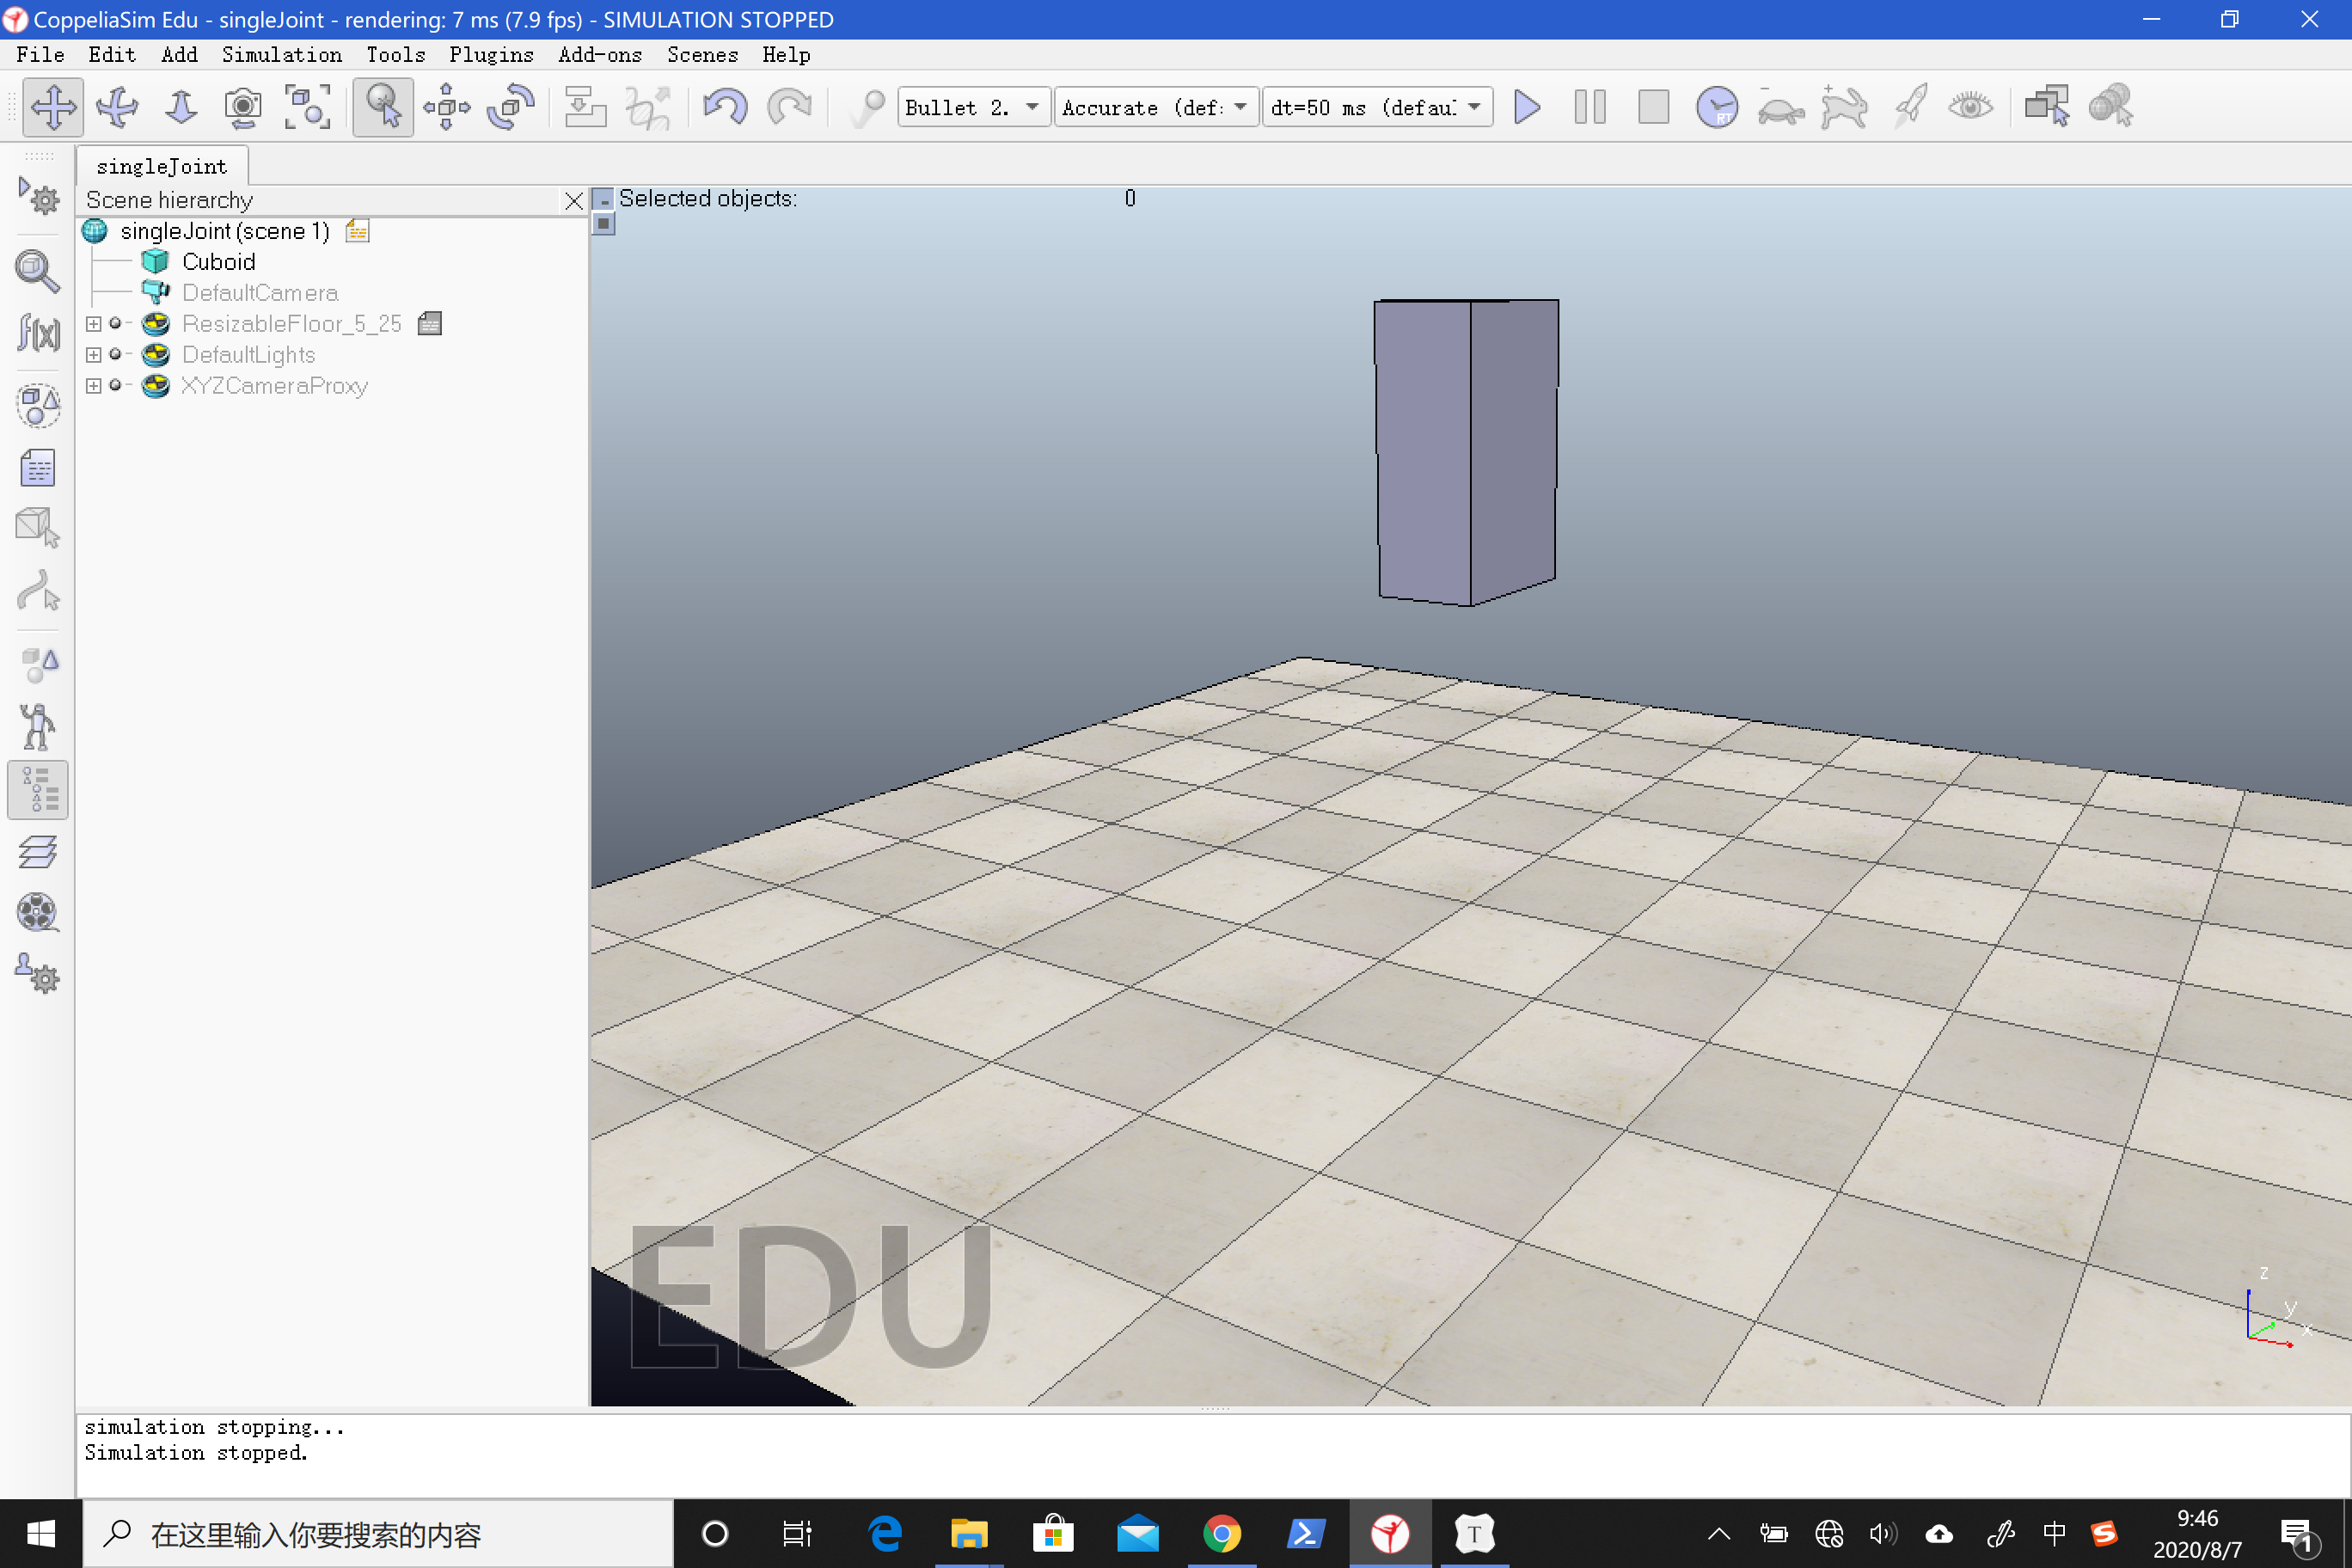 CoppeliaSim Edu - singleJoint - rendering: 7 ms (7.9 fps) - SIMULATION STOPPED
File Edit Add Simulation Tools Plugins Add-ons Scenes Help
Bullet 2. Accurate (def: dt=50 ms (defau
RT
singleJoint
Scene hierarchy
Selected objects: 0
singleJoint (scene 1)
Cuboid
DefaultCamera
ResizableFloor_5_25
DefaultLights
XYZCameraProxy
f(x)
EDU
z
y
x
simulation stopping...
Simulation stopped.
在这里输入你要搜索的内容
T
中
S
9:46
2020/8/7
1